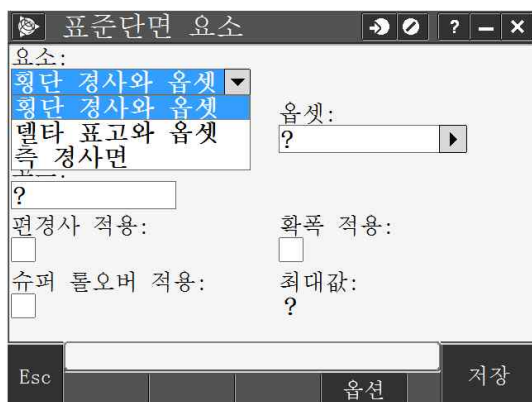 표준단면 요소
? — ×
요소:
횡단 경사와 옵셋
횡단 경사와 옵셋
델타 표고와 옵셋
측 경사면
옵셋:
?
?
편경사 적용:
확폭 적용:
슈퍼 롤오버 적용:
최대값:
?
Esc
옵션
저장